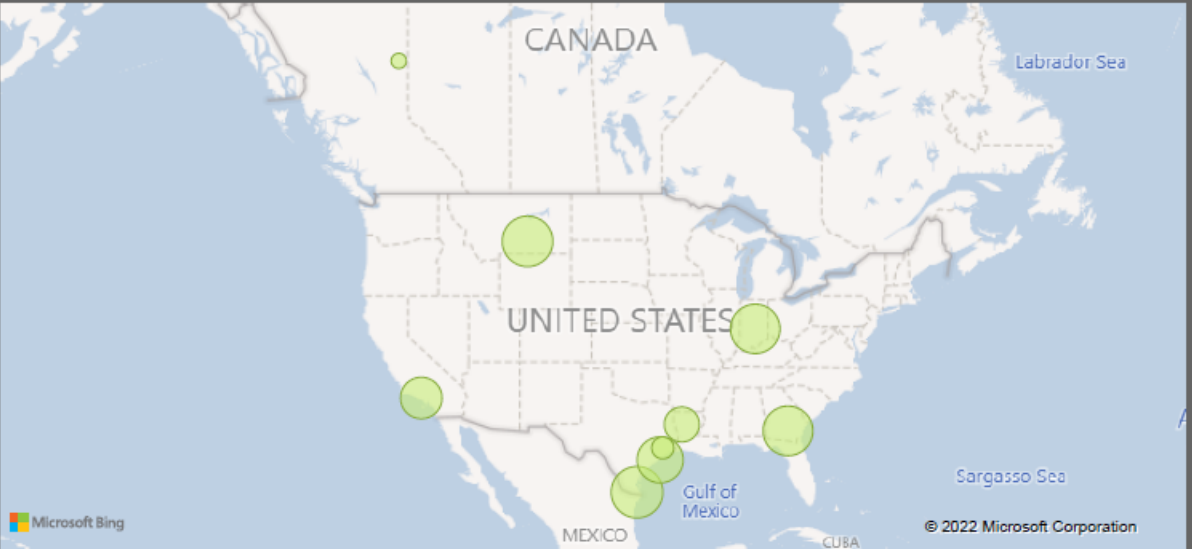 CANADA
Labrador Sea
UNITED STATES
Sargasso Sea
Gulf of
Mexico
Microsoft Bing
© 2022 Microsoft Corporation
MEXICO
CUBA